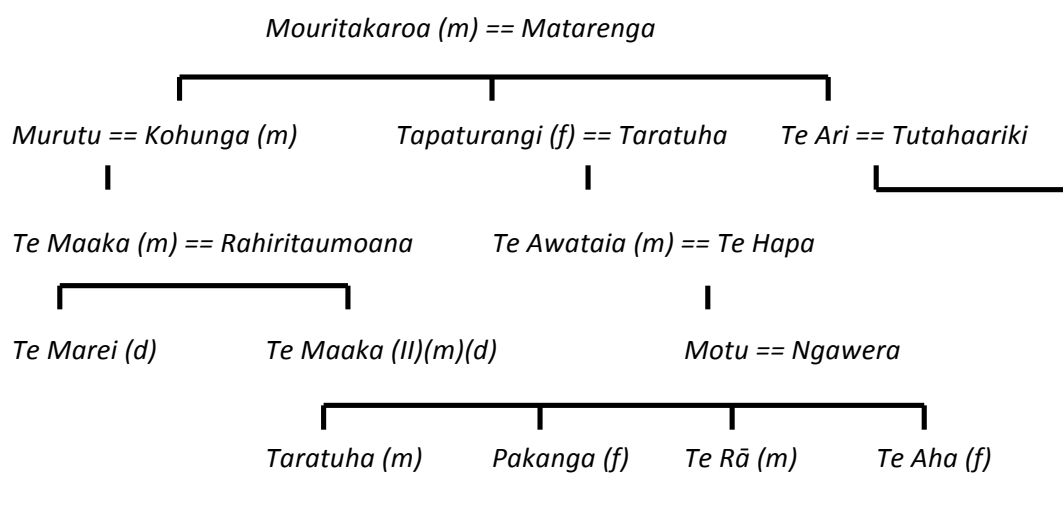 Mouritakaroa (m) == Matarenga
Murutu == Kohunga (m) Tapaturangi (f) == Taratuha Te Ari == Tutahaariki
Te Maaka (m) == Rahiritaumoana Te Awataia (m) == Te Hapa
Te Marei (d) Te Maaka (II)(m)(d) Motu == Ngawera
Taratuha (m) Pakanga (f) Te Rā (m) Te Aha (f)